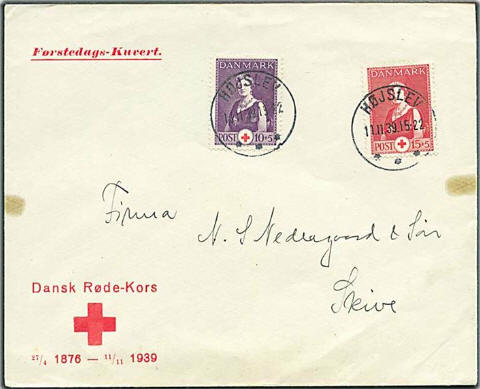 Førstedags-Kuvert.
DANMARK
POST 10+5
HØJSLEV
DANMARK
POST 15+5
HØJSLEV
11.11.39.15-22
Firma
N. S. Nedergaard & Søn
Skive
Dansk Røde-Kors
27/4 1876 — 11/11 1939